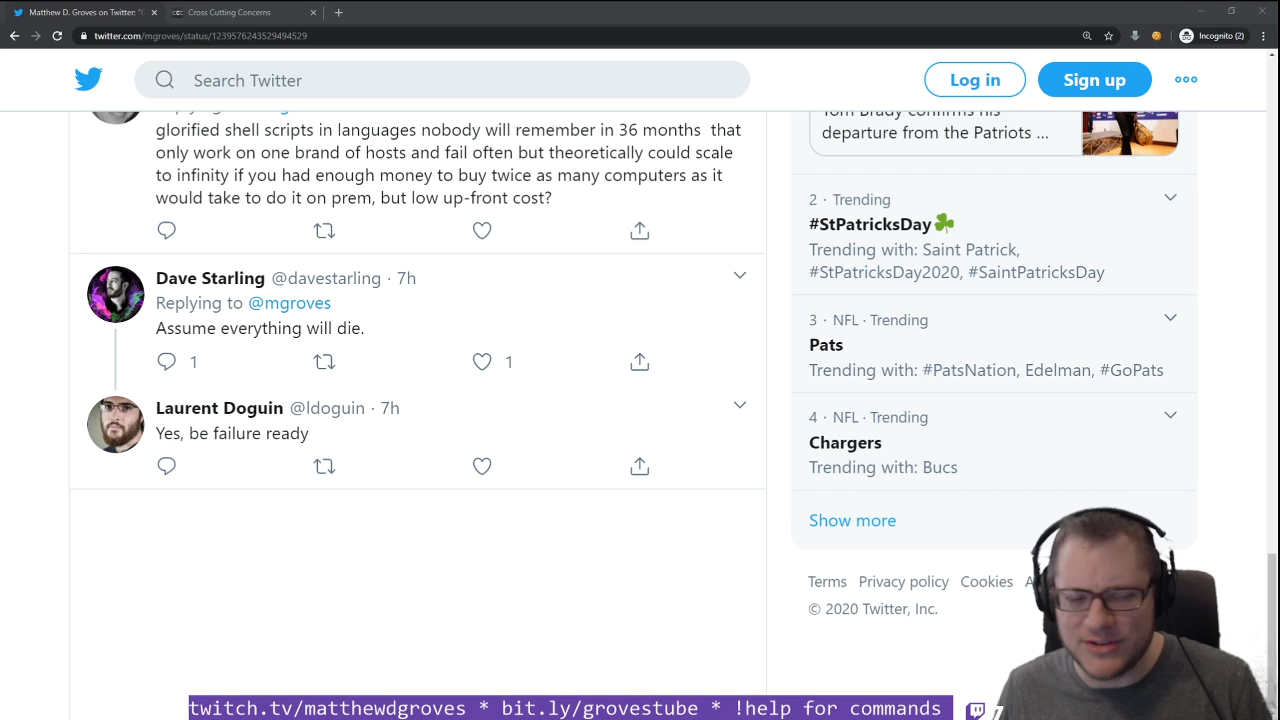 Matthew D. Groves on Twitter: "C
Cross Cutting Concerns
twitter.com/mgroves/status/1239576243529494529
Incognito (2)
Search Twitter
Log in
Sign up
glorified shell scripts in languages nobody will remember in 36 months that
only work on one brand of hosts and fail often but theoretically could scale
to infinity if you had enough money to buy twice as many computers as it
would take to do it on prem, but low up-front cost?
Dave Starling @davestarling · 7h
Replying to @mgroves
Assume everything will die.
1
1
Laurent Doguin @ldoguin · 7h
Yes, be failure ready
Tom Brady confirms his
departure from the Patriots ...
2 · Trending
#StPatricksDay☘
Trending with: Saint Patrick,
#StPatricksDay2020, #SaintPatricksDay
3 · NFL · Trending
Pats
Trending with: #PatsNation, Edelman, #GoPats
4 · NFL · Trending
Chargers
Trending with: Bucs
Show more
Terms Privacy policy Cookies
© 2020 Twitter, Inc.
twitch.tv/matthewdgroves * bit.ly/grovestube * !help for commands